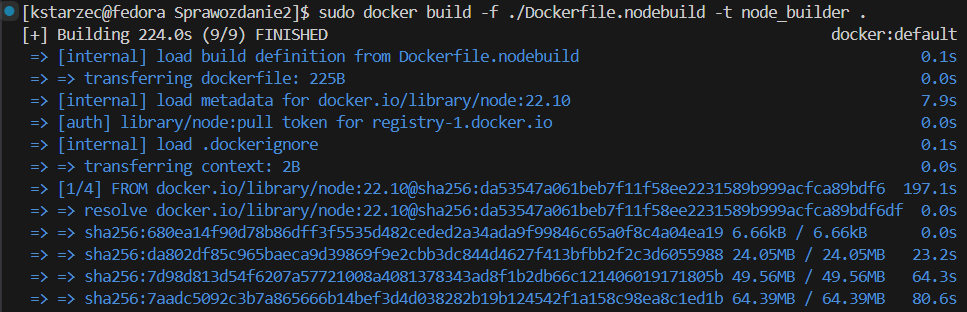 [kstarzec@fedora Sprawozdanie2]$ sudo docker build -f ./Dockerfile.nodebuild -t node_builder .
[+] Building 224.0s (9/9) FINISHED docker:default
=> [internal] load build definition from Dockerfile.nodebuild 0.1s
=> => transferring dockerfile: 225B 0.0s
=> [internal] load metadata for docker.io/library/node:22.10 7.9s
=> [auth] library/node:pull token for registry-1.docker.io 0.0s
=> [internal] load .dockerignore 0.1s
=> => transferring context: 2B 0.0s
=> [1/4] FROM docker.io/library/node:22.10@sha256:da53547a061beb7f11f58ee2231589b999acfca89bdf6 197.1s
=> => resolve docker.io/library/node:22.10@sha256:da53547a061beb7f11f58ee2231589b999acfca89bdf6df 0.0s
=> => sha256:680ea14f90d78b86dff3f5535d482ceded2a34ada9f99846c65a0f8c4a04ea19 6.66kB / 6.66kB 0.0s
=> => sha256:da802df85c965baeca9d39869f9e2cbb3dc844d4627f413bfbb2f2c3d6055988 24.05MB / 24.05MB 23.2s
=> => sha256:7d98d813d54f6207a57721008a4081378343ad8f1b2db66c121406019171805b 49.56MB / 49.56MB 64.3s
=> => sha256:7aadc5092c3b7a865666b14bef3d4d038282b19b124542f1a158c98ea8c1ed1b 64.39MB / 64.39MB 80.6s